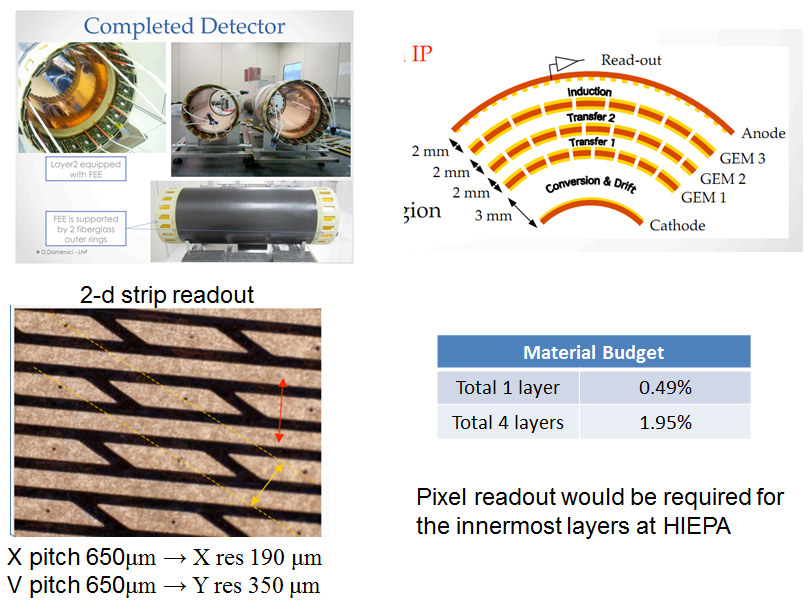 Completed Detector
Layer2 equipped
with FEE
FEE is supported
by 2 fiberglass
outer rings
D.Domenici - LNF
IP
Read-out
Induction
Transfer 2
Transfer 1
Conversion & Drift
Anode
GEM 3
GEM 2
GEM 1
Cathode
2 mm
2 mm
2 mm
3 mm
gion
2-d strip readout
Material Budget
Total 1 layer 0.49%
Total 4 layers 1.95%
Pixel readout would be required for
the innermost layers at HIEPA
X pitch 650μm → X res 190 μm
V pitch 650μm → Y res 350 μm